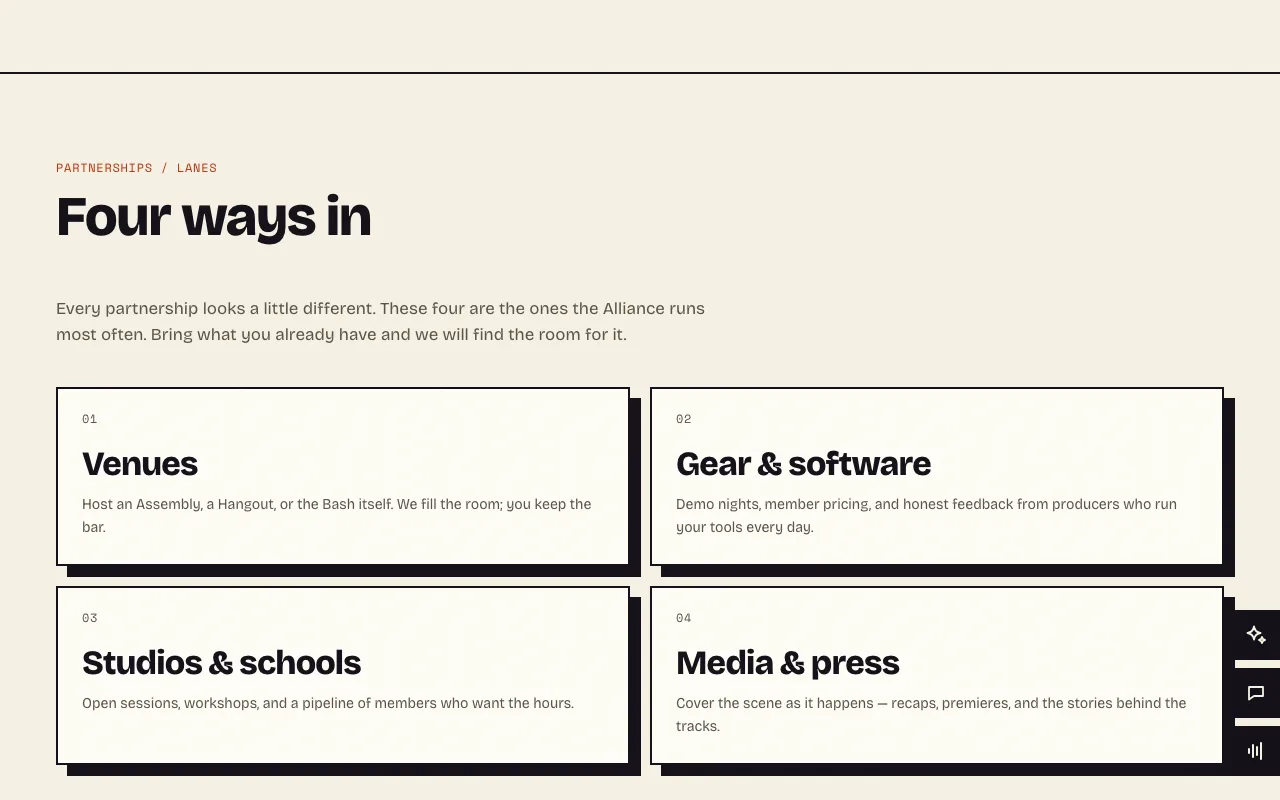 PARTNERSHIPS / LANES
Four ways in
Every partnership looks a little different. These four are the ones the Alliance runs
most often. Bring what you already have and we will find the room for it.
01
Venues
Host an Assembly, a Hangout, or the Bash itself. We fill the room; you keep the
bar.
02
Gear & software
Demo nights, member pricing, and honest feedback from producers who run
your tools every day.
03
Studios & schools
Open sessions, workshops, and a pipeline of members who want the hours.
04
Media & press
Cover the scene as it happens — recaps, premieres, and the stories behind the
tracks.